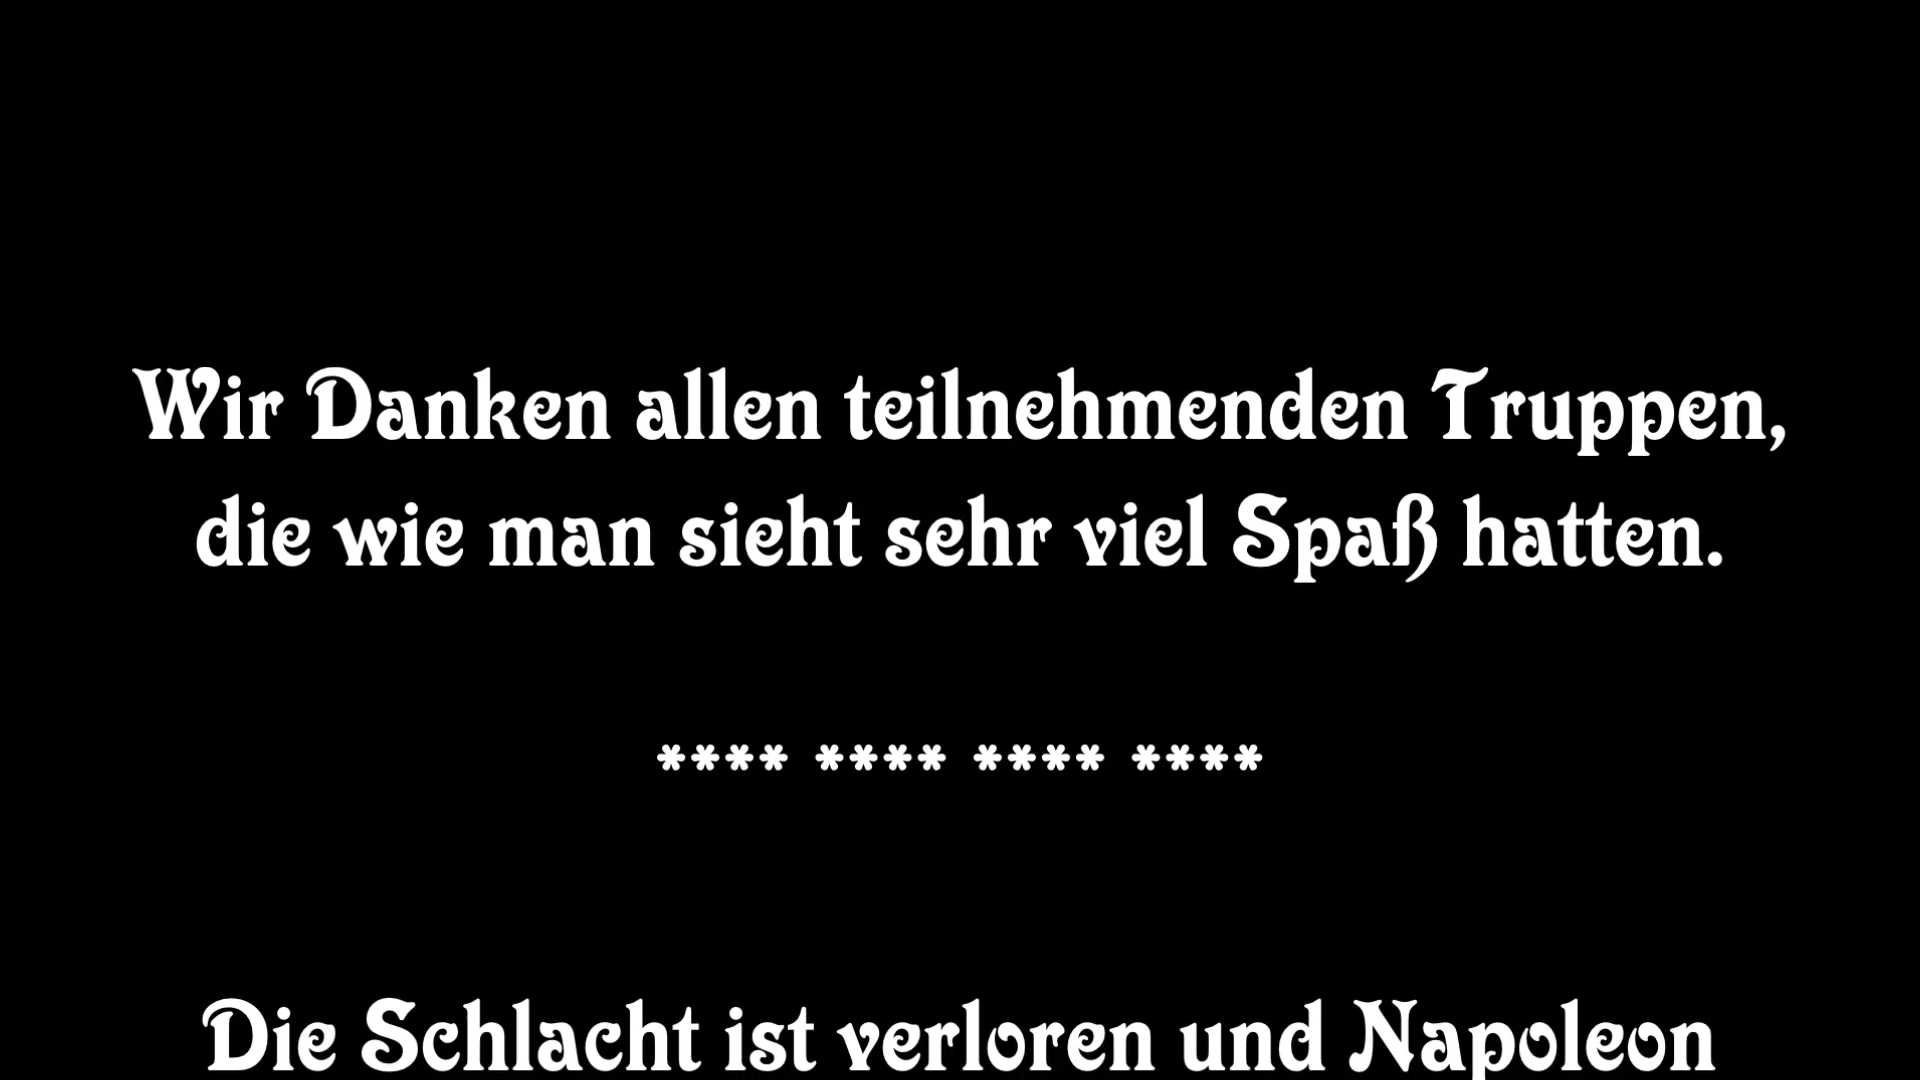 Wir Danken allen teilnehmenden Truppen,
die wie man sieht sehr viel Spaß hatten.
**** **** **** ****
Die Schlacht ist verloren und Napoleon